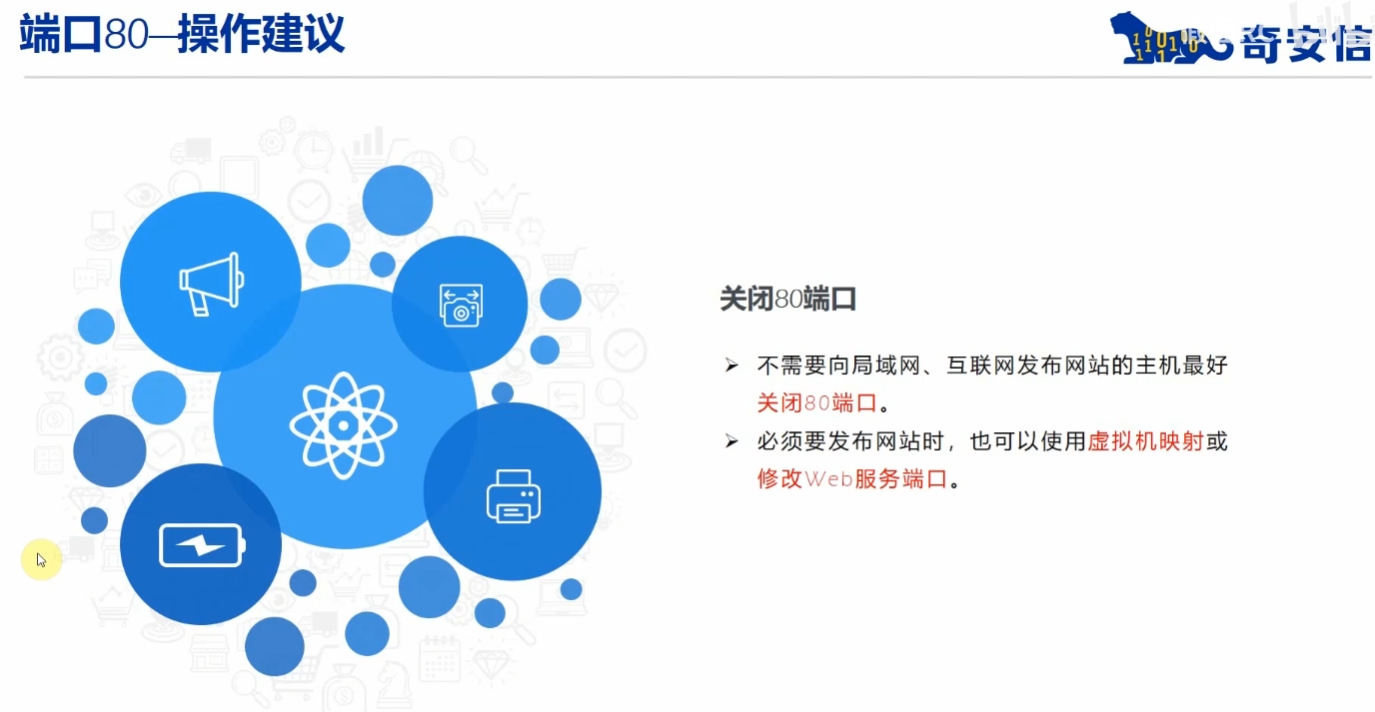 端口80—操作建议
奇安信
关闭80端口
➢ 不需要向局域网、互联网发布网站的主机最好
关闭80端口。
➢ 必须要发布网站时，也可以使用虚拟机映射或
修改Web服务端口。